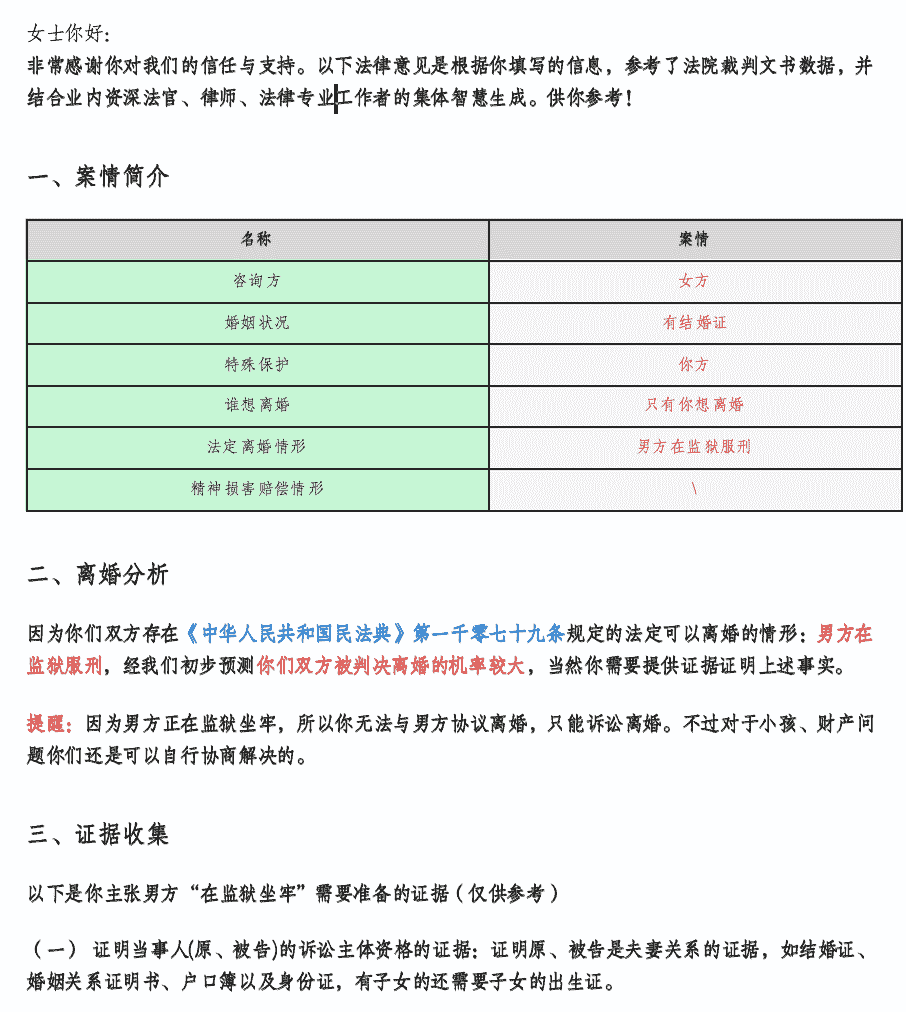 女士你好：
非常感谢你对我们的信任与支持。以下法律意见是根据你填写的信息，参考了法院裁判文书数据，并
结合业内资深法官、律师、法律专业工作者的集体智慧生成。供你参考！
一、案情简介
名称 案情
咨询方 女方
婚姻状况 有结婚证
特殊保护 你方
谁想离婚 只有你想离婚
法定离婚情形 男方在监狱服刑
精神损害赔偿情形 \
二、离婚分析
因为你们双方存在《中华人民共和国民法典》第一千零七十九条规定的法定可以离婚的情形：男方在
监狱服刑，经我们初步预测你们双方被判决离婚的机率较大，当然你需要提供证据证明上述事实。
提醒：因为男方正在监狱坐牢，所以你无法与男方协议离婚，只能诉讼离婚。不过对于小孩、财产问
题你们还是可以自行协商解决的。
三、证据收集
以下是你主张男方“在监狱坐牢”需要准备的证据（仅供参考）
（一） 证明当事人(原、被告)的诉讼主体资格的证据：证明原、被告是夫妻关系的证据，如结婚证、
婚姻关系证明书、户口簿以及身份证，有子女的还需要子女的出生证。